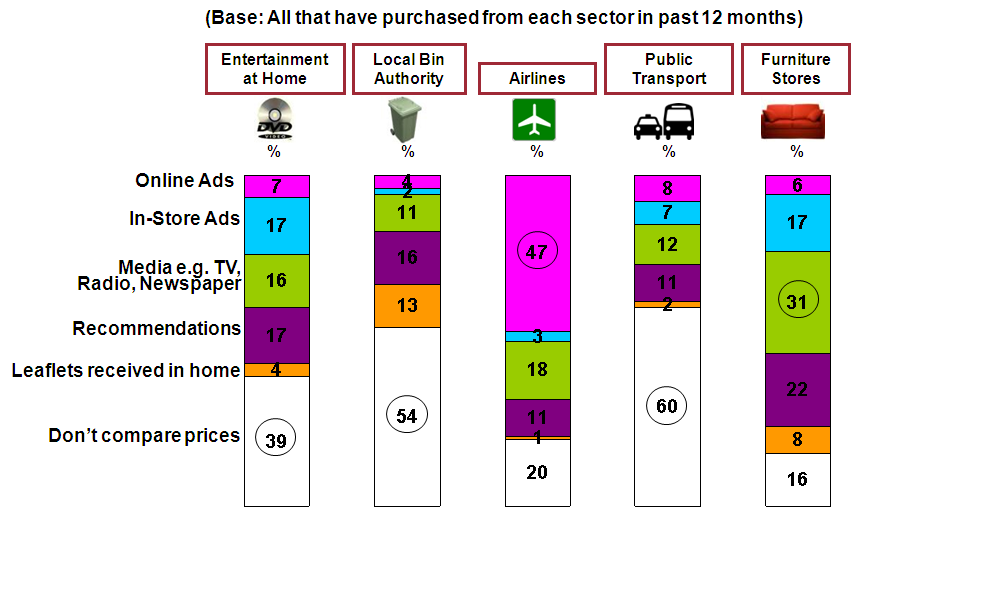 (Base: All that have purchased from each sector in past 12 months)
Entertainment
at Home
Local Bin
Authority
Airlines
Public
Transport
Furniture
Stores
DVD
VIDEO
% % % % %
Online Ads 7 4 47 8 6
In-Store Ads 17 2 3 7 17
Media e.g. TV,
Radio, Newspaper 16 11 18 12 31
Recommendations 17 16 11 11 22
Leaflets received in home 4 13 1 2 8
Don't compare prices 39 54 20 60 16